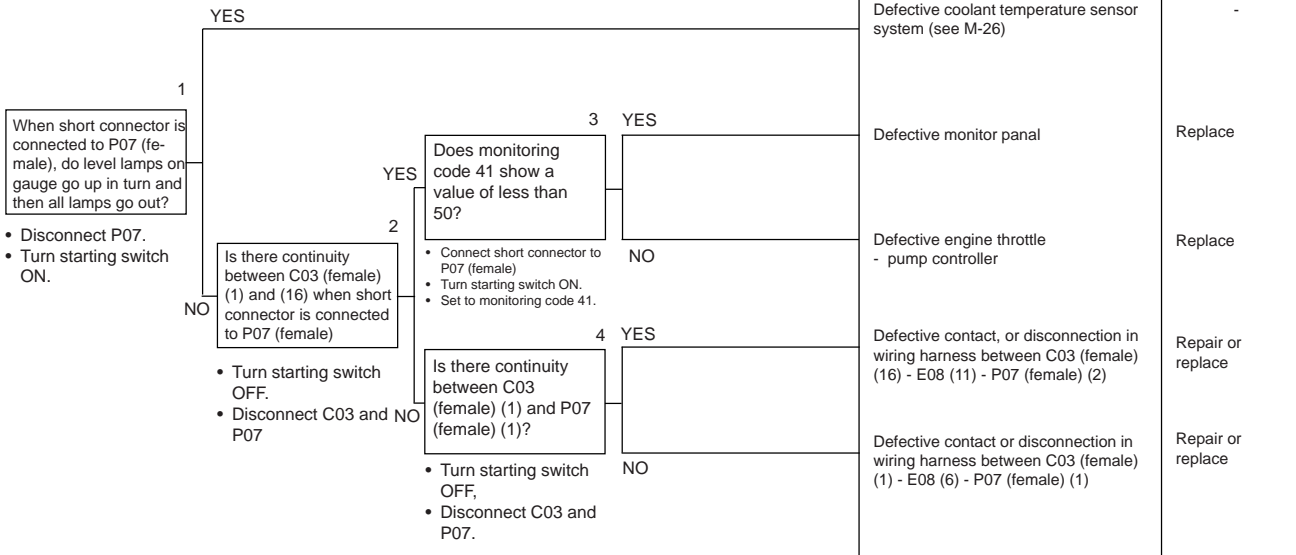 YES
Defective coolant temperature sensor
system (see M-26)
-
1
When short connector is
connected to P07 (fe-
male), do level lamps on
gauge go up in turn and
then all lamps go out?
• Disconnect P07.
• Turn starting switch
ON.
NO
2
Is there continuity
between C03 (female)
(1) and (16) when short
connector is connected
to P07 (female)
• Turn starting switch
OFF.
• Disconnect C03 and
P07
YES
3
Does monitoring
code 41 show a
value of less than
50?
• Connect short connector to
P07 (female)
• Turn starting switch ON.
• Set to monitoring code 41.
YES
Defective monitor panal
Replace
NO
Defective engine throttle
- pump controller
Replace
NO
4
Is there continuity
between C03
(female) (1) and P07
(female) (1)?
• Turn starting switch
OFF,
• Disconnect C03 and
P07.
YES
Defective contact, or disconnection in
wiring harness between C03 (female)
(16) - E08 (11) - P07 (female) (2)
Repair or
replace
NO
Defective contact or disconnection in
wiring harness between C03 (female)
(1) - E08 (6) - P07 (female) (1)
Repair or
replace